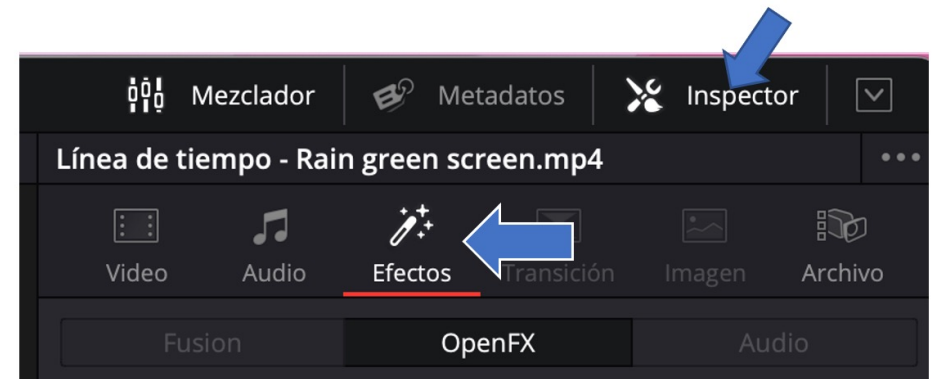 Mezclador Metadatos Inspector
Línea de tiempo - Rain green screen.mp4
Video Audio Efectos Transición Imagen Archivo
Fusion OpenFX Audio